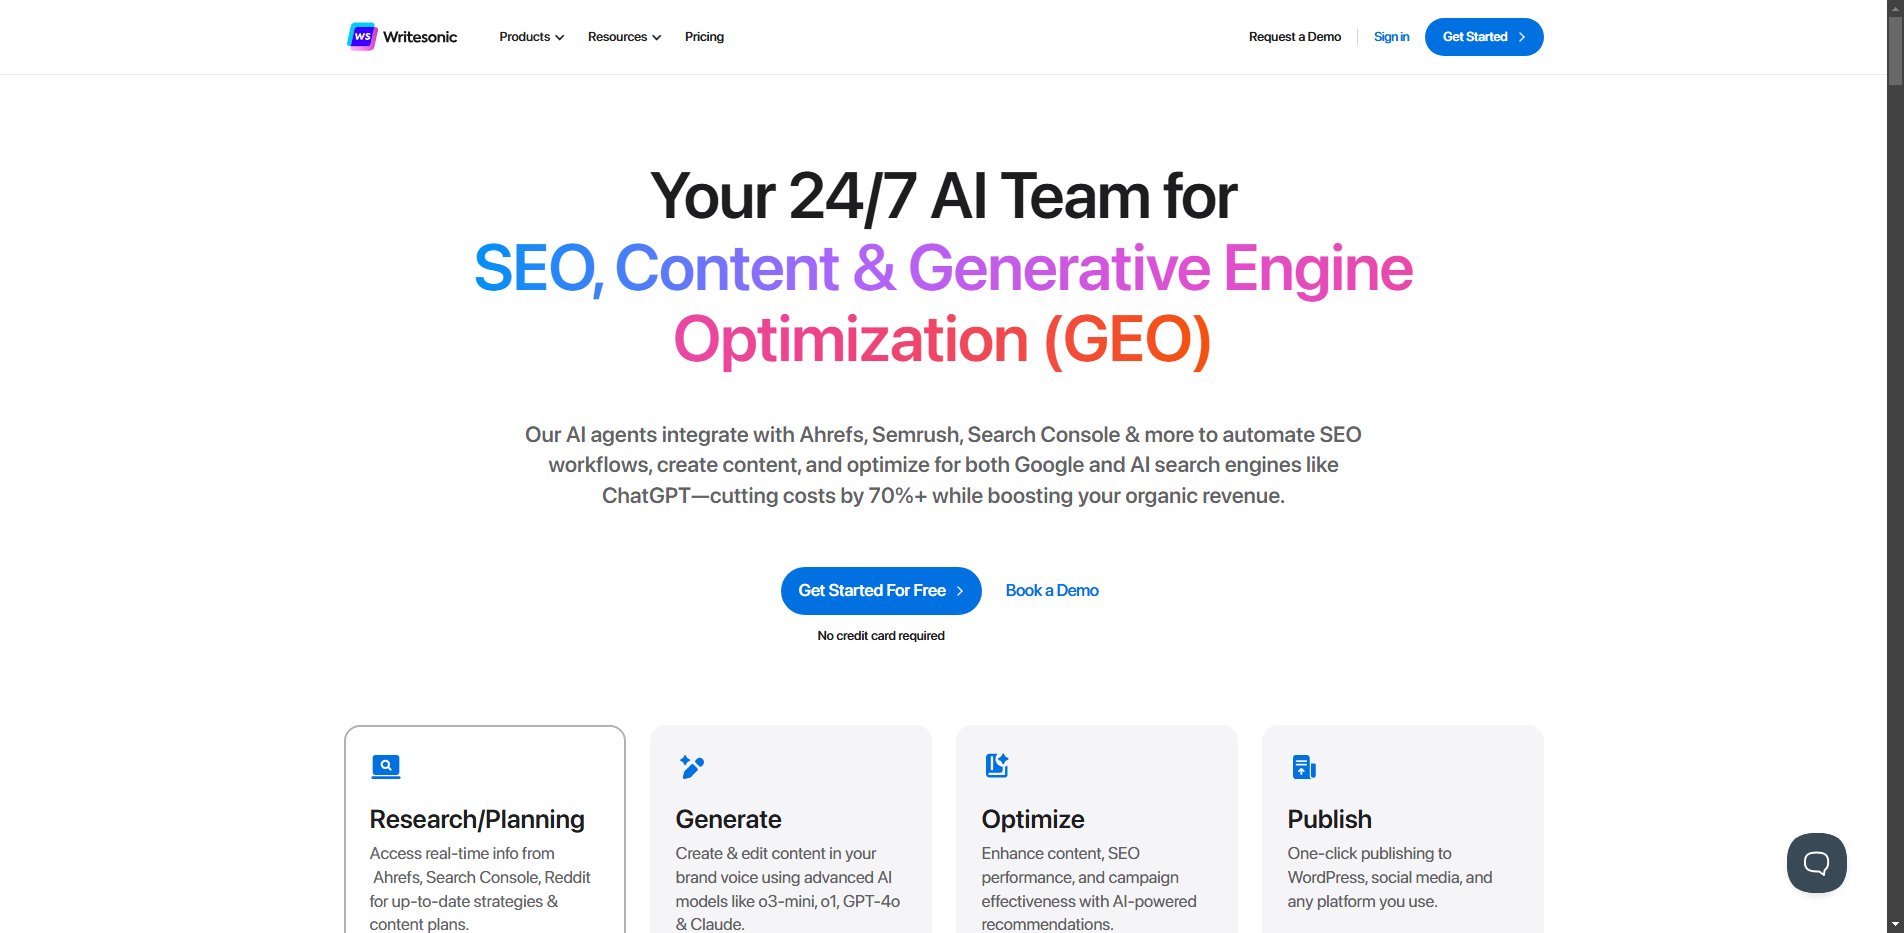 WS Writesonic Products Resources Pricing Request a Demo Sign in Get Started
Your 24/7 AI Team for
SEO, Content & Generative Engine
Optimization (GEO)
Our AI agents integrate with Ahrefs, Semrush, Search Console & more to automate SEO
workflows, create content, and optimize for both Google and AI search engines like
ChatGPT—cutting costs by 70%+ while boosting your organic revenue.
Get Started For Free Book a Demo
No credit card required
Research/Planning
Access real-time info from
Ahrefs, Search Console, Reddit
for up-to-date strategies &
content plans.
Generate
Create & edit content in your
brand voice using advanced AI
models like o3-mini, o1, GPT-4o
& Claude.
Optimize
Enhance content, SEO
performance, and campaign
effectiveness with AI-powered
recommendations.
Publish
One-click publishing to
WordPress, social media, and
any platform you use.